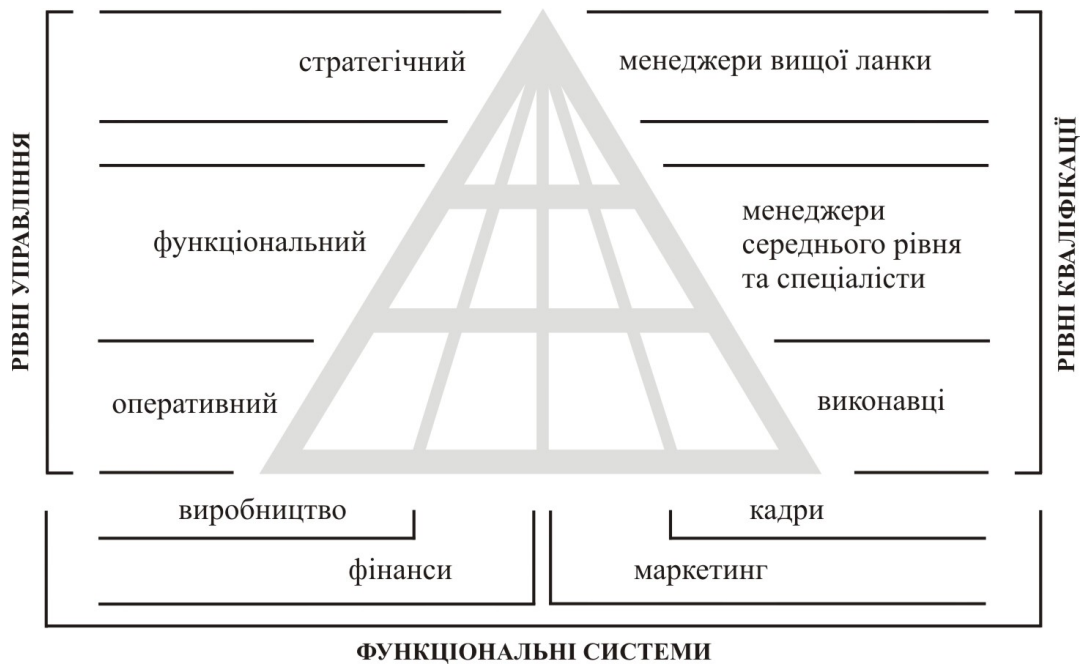 стратегічний
менеджери вищої ланки
РІВНІ УПРАВЛІННЯ
функціональний
менеджери
середнього рівня
та спеціалісти
РІВНІ КВАЛІФІКАЦІЇ
оперативний
виконавці
виробництво
кадри
фінанси
маркетинг
ФУНКЦІОНАЛЬНІ СИСТЕМИ